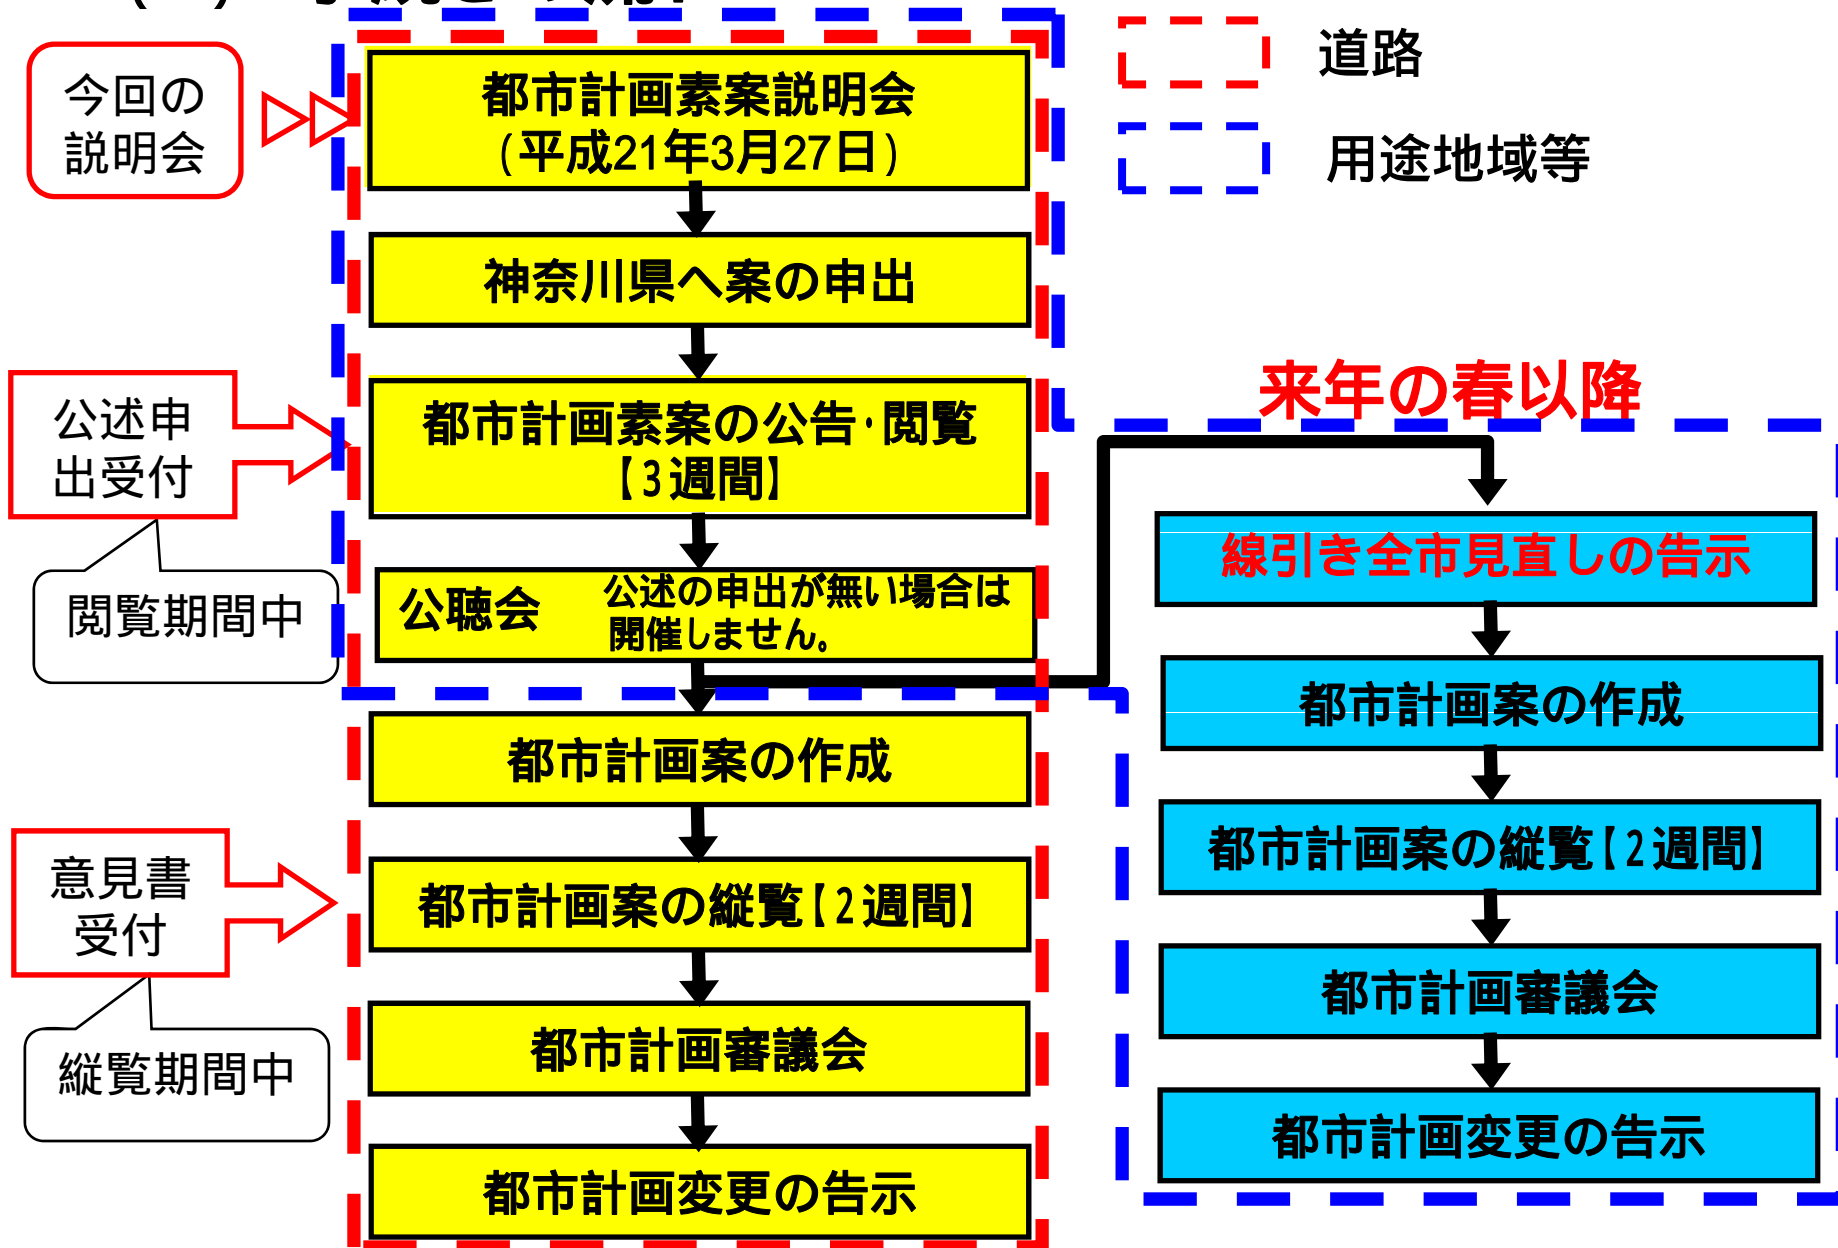 今回の
説明会
都市計画素案説明会
(平成21年3月27日)
道路
用途地域等
神奈川県へ案の申出
公述申
出受付
閲覧期間中
都市計画素案の公告・閲覧
【3週間】
公聴会
公述の申出が無い場合は
開催しません。
都市計画案の作成
意見書
受付
縦覧期間中
都市計画案の縦覧【2週間】
都市計画審議会
都市計画変更の告示
来年の春以降
線引き全市見直しの告示
都市計画案の作成
都市計画案の縦覧【2週間】
都市計画審議会
都市計画変更の告示